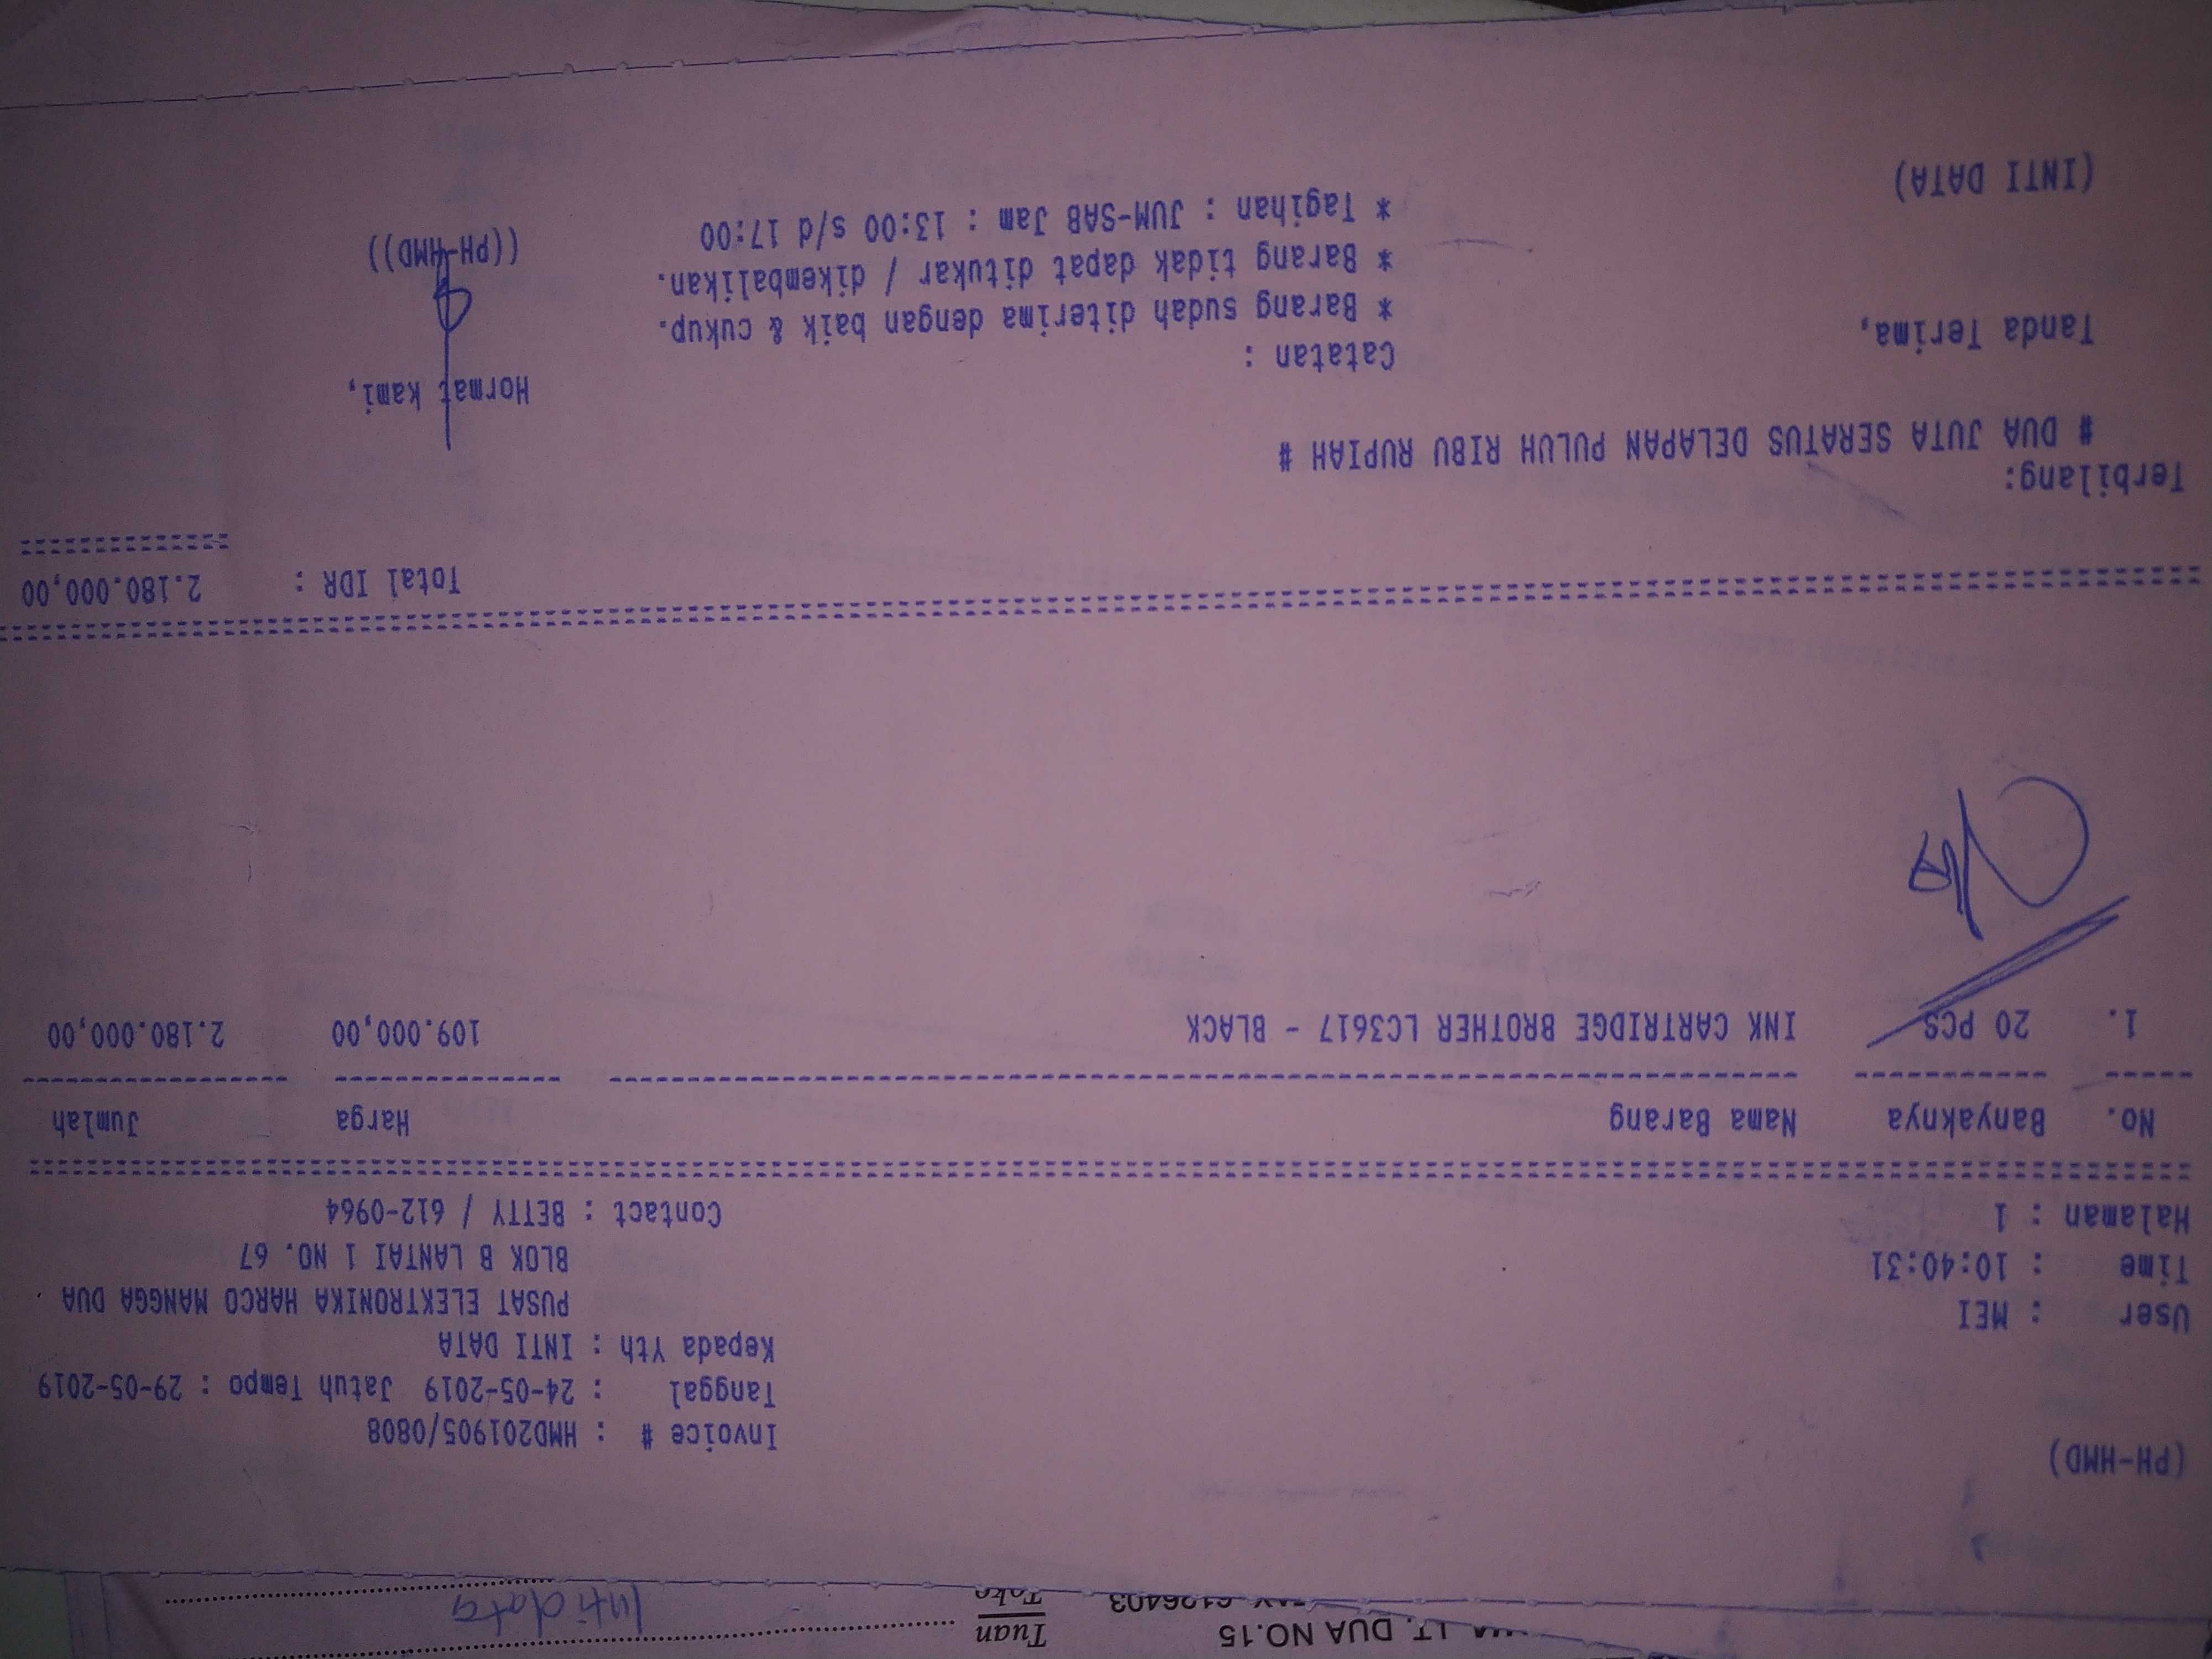 LT. DUA NO.15
Tuan
Toko
Inti data
(PH-HMD)
Invoice # : HMD201905/0808
Tanggal : 24-05-2019 Jatuh Tempo : 29-05-2019
Kepada Yth : INTI DATA
User : MEI
PUSAT ELEKTRONIKA HARCO MANGGA DUA
Time : 10:40:31
BLOK B LANTAI 1 NO. 67
Halaman : 1
Contact : BETTY / 612-0964
No. Banyaknya Nama Barang Harga Jumlah
1. 20 PCS INK CARTRIDGE BROTHER LC3617 - BLACK 109.000,00 2.180.000,00
Total IDR : 2.180.000,00
Terbilang:
# DUA JUTA SERATUS DELAPAN PULUH RIBU RUPIAH #
Tanda Terima,
Catatan :
Hormat kami,
* Barang sudah diterima dengan baik & cukup.
* Barang tidak dapat ditukar / dikembalikan.
* Tagihan : JUM-SAB Jam : 13:00 s/d 17:00
(INTI DATA)
((PH-HMD))